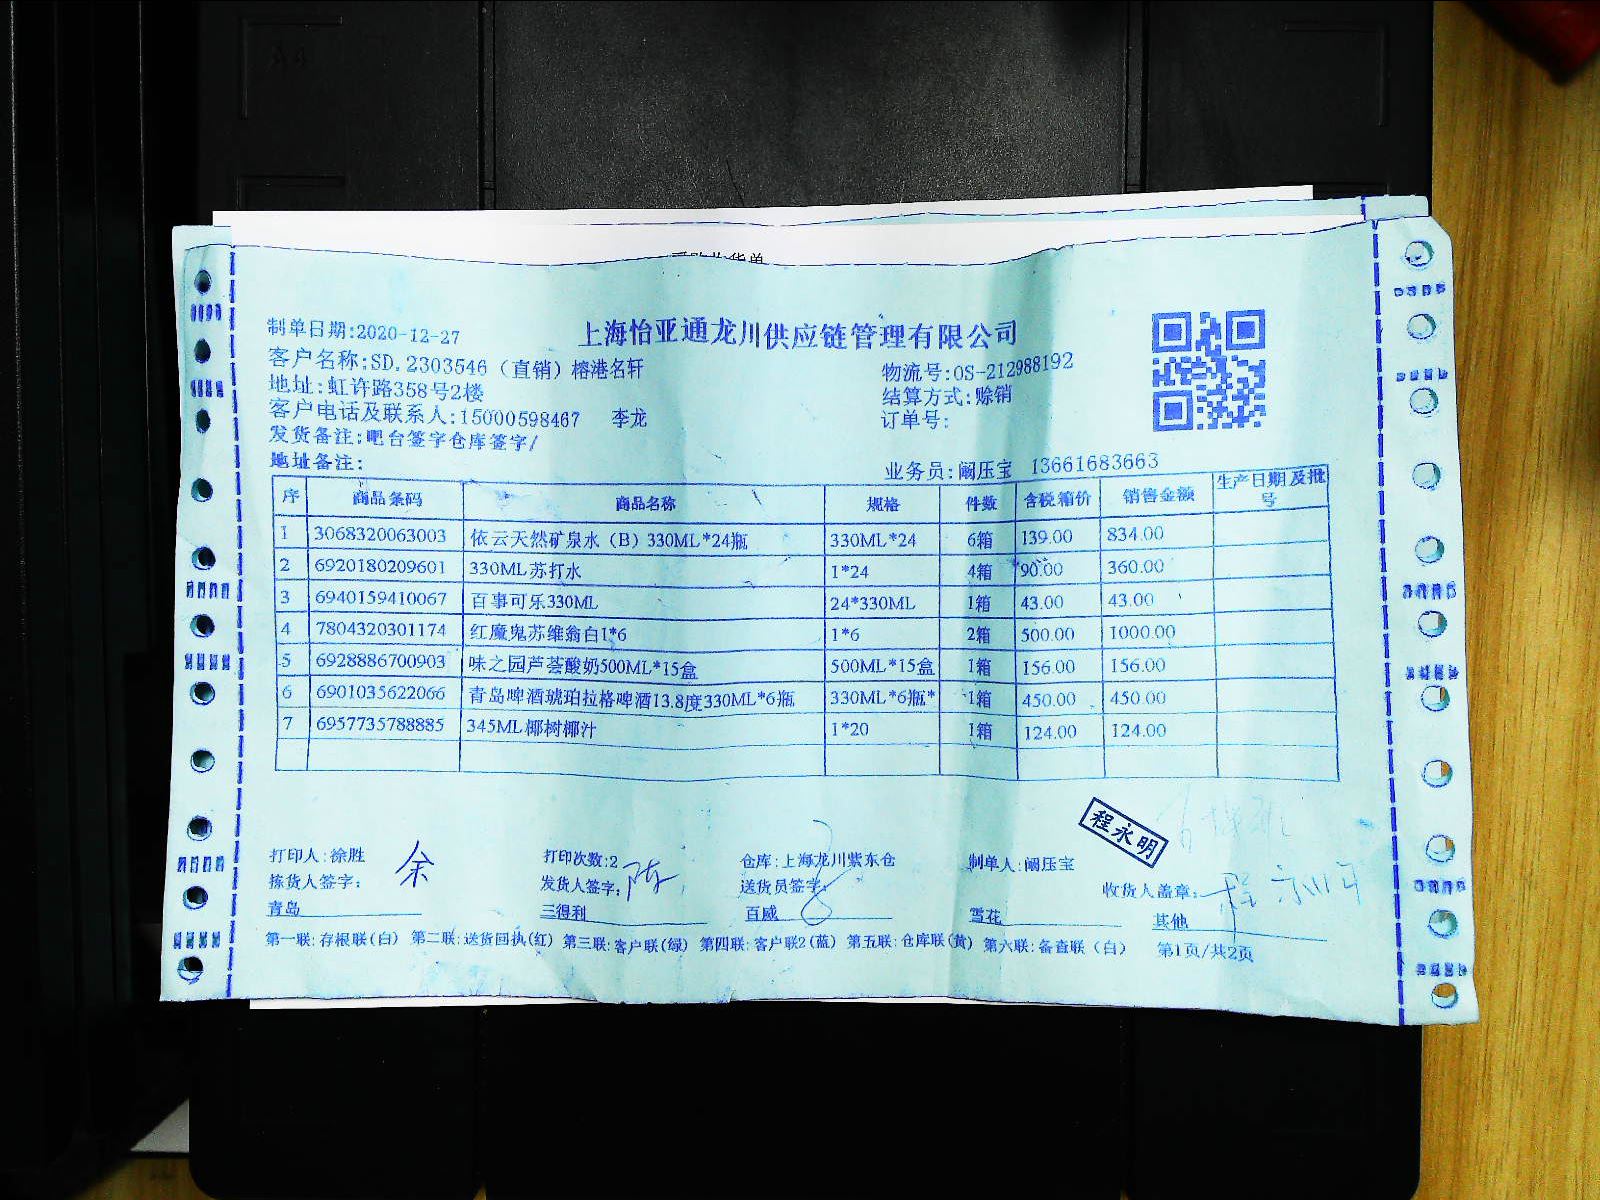 上海怡亚通龙川供应链管理有限公司
制单日期:2020-12-27
客户名称:SD.2303546（直销）榕港名轩
物流号:OS-212988192
地址:虹许路358号2楼
结算方式:赊销
客户电话及联系人:15000598467 李龙
订单号:
发货备注:吧台签字仓库签字/
地址备注:
业务员:阚压宝 13661683663
序 商品条码 商品名称 规格 件数 含税箱价 销售金额 生产日期及批号
1 3068320063003 依云天然矿泉水（B）330ML*24瓶 330ML*24 6箱 139.00 834.00
2 6920180209601 330ML苏打水 1*24 4箱 90.00 360.00
3 6940159410067 百事可乐330ML 24*330ML 1箱 43.00 43.00
4 7804320301174 红魔鬼苏维翁白1*6 1*6 2箱 500.00 1000.00
5 6928886700903 味之园芦荟酸奶500ML*15盒 500ML*15盒 1箱 156.00 156.00
6 6901035622066 青岛啤酒琥珀拉格啤酒13.8度330ML*6瓶 330ML*6瓶* 1箱 450.00 450.00
7 6957735788885 345ML椰树椰汁 1*20 1箱 124.00 124.00
程永明
打印人:徐胜 打印次数:2 仓库:上海龙川紫东仓 制单人:阚压宝
拣货人签字: 余 发货人签字: 陈 送货员签字: 收货人盖章: 程永明
青岛 三得利 百威 雪花 其他
第一联:存根联(白) 第二联:送货回执(红) 第三联:客户联(绿) 第四联:客户联2(蓝) 第五联:仓库联(黄) 第六联:备查联（白） 第1页/共2页